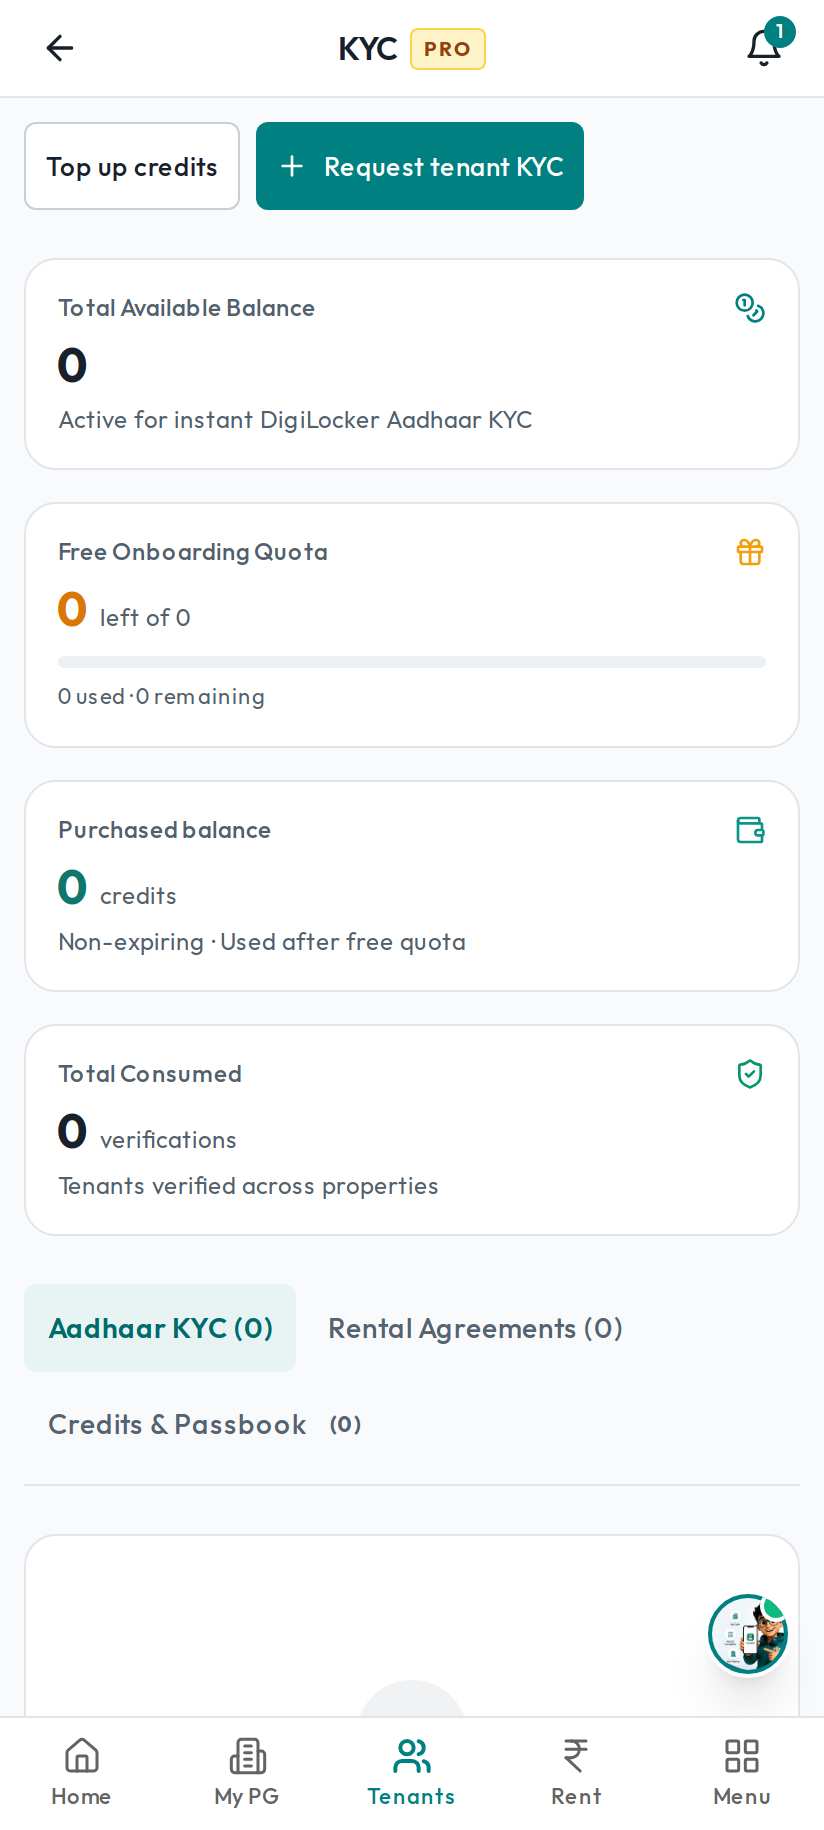 KYC PRO
1
Top up credits
Request tenant KYC
Total Available Balance
0
Active for instant DigiLocker Aadhaar KYC
Free Onboarding Quota
0 left of 0
0 used · 0 remaining
Purchased balance
0 credits
Non-expiring · Used after free quota
Total Consumed
0 verifications
Tenants verified across properties
Aadhaar KYC (0)
Rental Agreements (0)
Credits & Passbook (0)
Home
My PG
Tenants
Rent
Menu